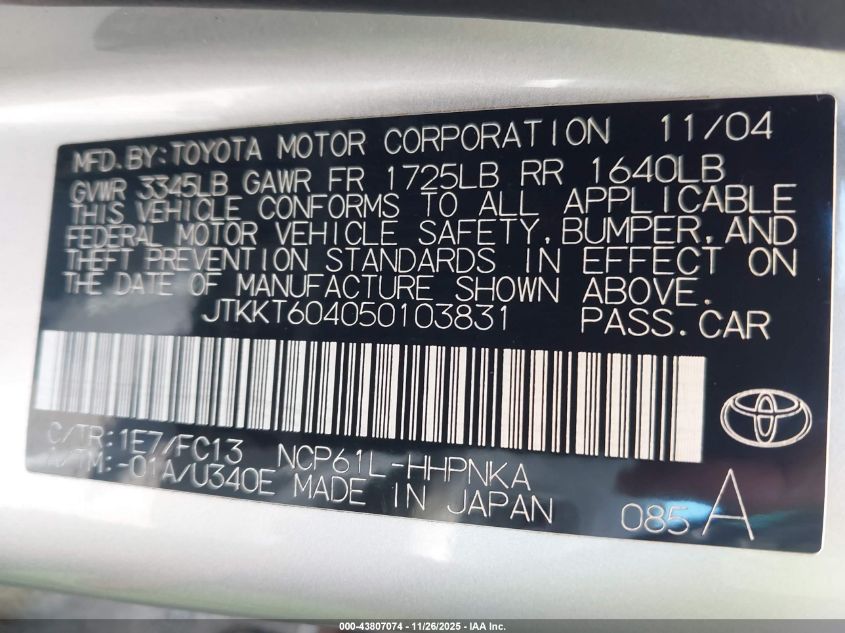 MFD. BY: TOYOTA MOTOR CORPORATION 11/04
GVWR 3345LB GAWR FR 1725LB RR 1640LB
THIS VEHICLE CONFORMS TO ALL APPLICABLE
FEDERAL MOTOR VEHICLE SAFETY, BUMPER, AND
THEFT PREVENTION STANDARDS IN EFFECT ON
THE DATE OF MANUFACTURE SHOWN ABOVE.
JTKKT604050103831 PASS. CAR
C/TR: 1E7/FC13 NCP61L-HHPNKA
A/TM: -01A/U340E MADE IN JAPAN 085 A
000-43807074 - 11/26/2025 - IAA Inc.